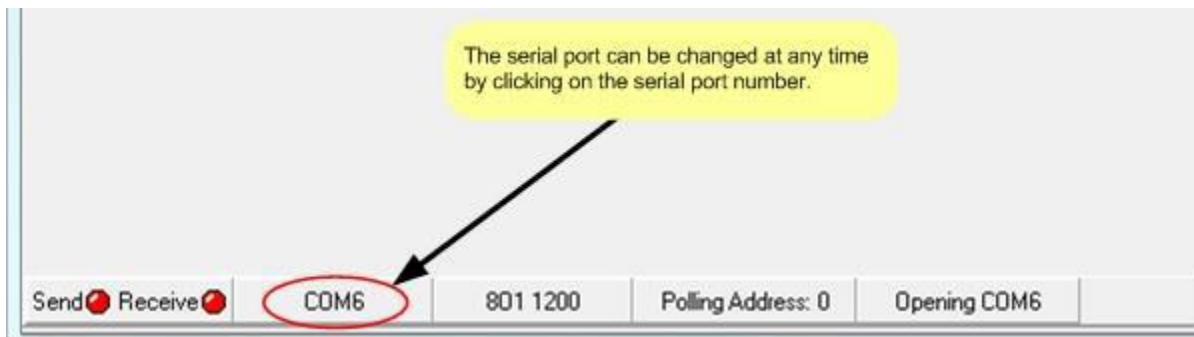 The serial port can be changed at any time
by clicking on the serial port number.
Send Receive COM6 8O1 1200 Polling Address: 0 Opening COM6